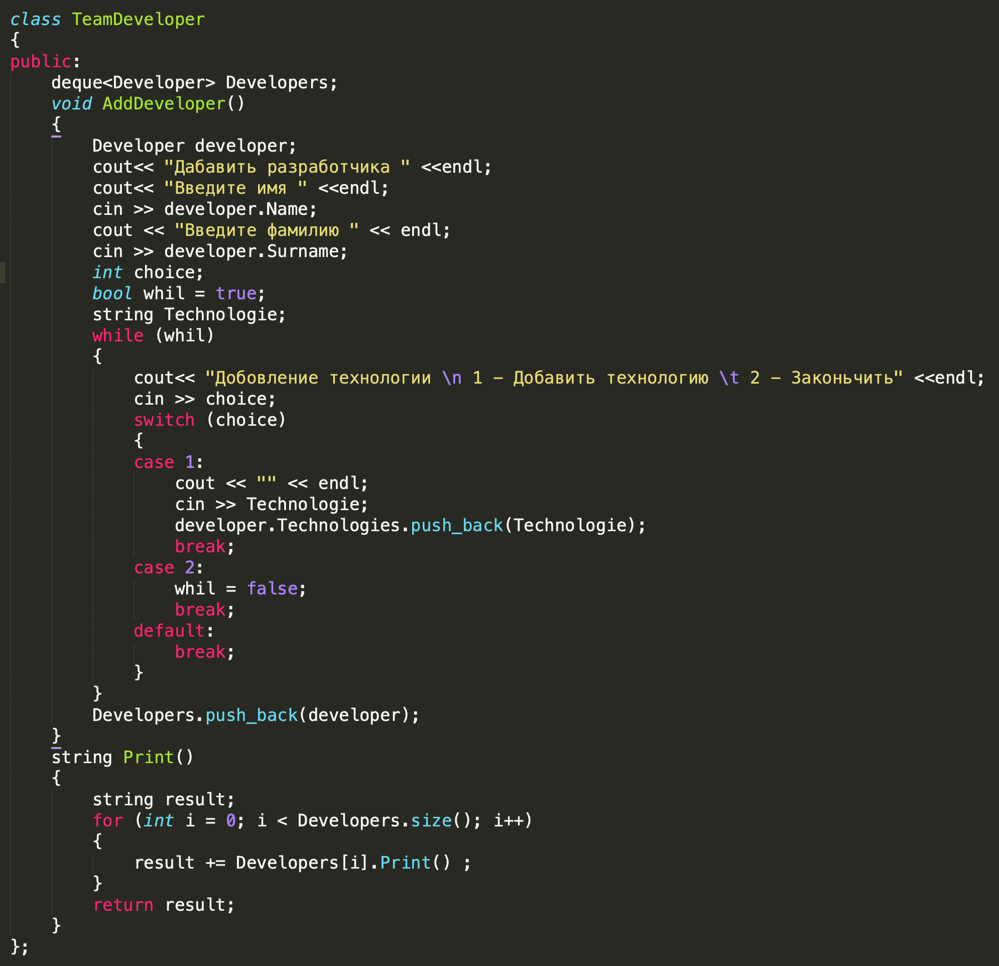 class TeamDeveloper
{
public:
    deque<Developer> Developers;
    void AddDeveloper()
    {
        Developer developer;
        cout<< "Дабавить разработчика " <<endl;
        cout<< "Введите имя " <<endl;
        cin >> developer.Name;
        cout << "Введите фамилию " << endl;
        cin >> developer.Surname;
        int choice;
        bool whil = true;
        string Technologie;
        while (whil)
        {
            cout<< "Добовление технологии \n 1 – Добавить технологию \t 2 – Законьчить" <<endl;
            cin >> choice;
            switch (choice)
            {
            case 1:
                cout << "" << endl;
                cin >> Technologie;
                developer.Technologies.push_back(Technologie);
                break;
            case 2:
                whil = false;
                break;
            default:
                break;
            }
        }
        Developers.push_back(developer);
    }
    string Print()
    {
        string result;
        for (int i = 0; i < Developers.size(); i++)
        {
            result += Developers[i].Print() ;
        }
        return result;
    }
};